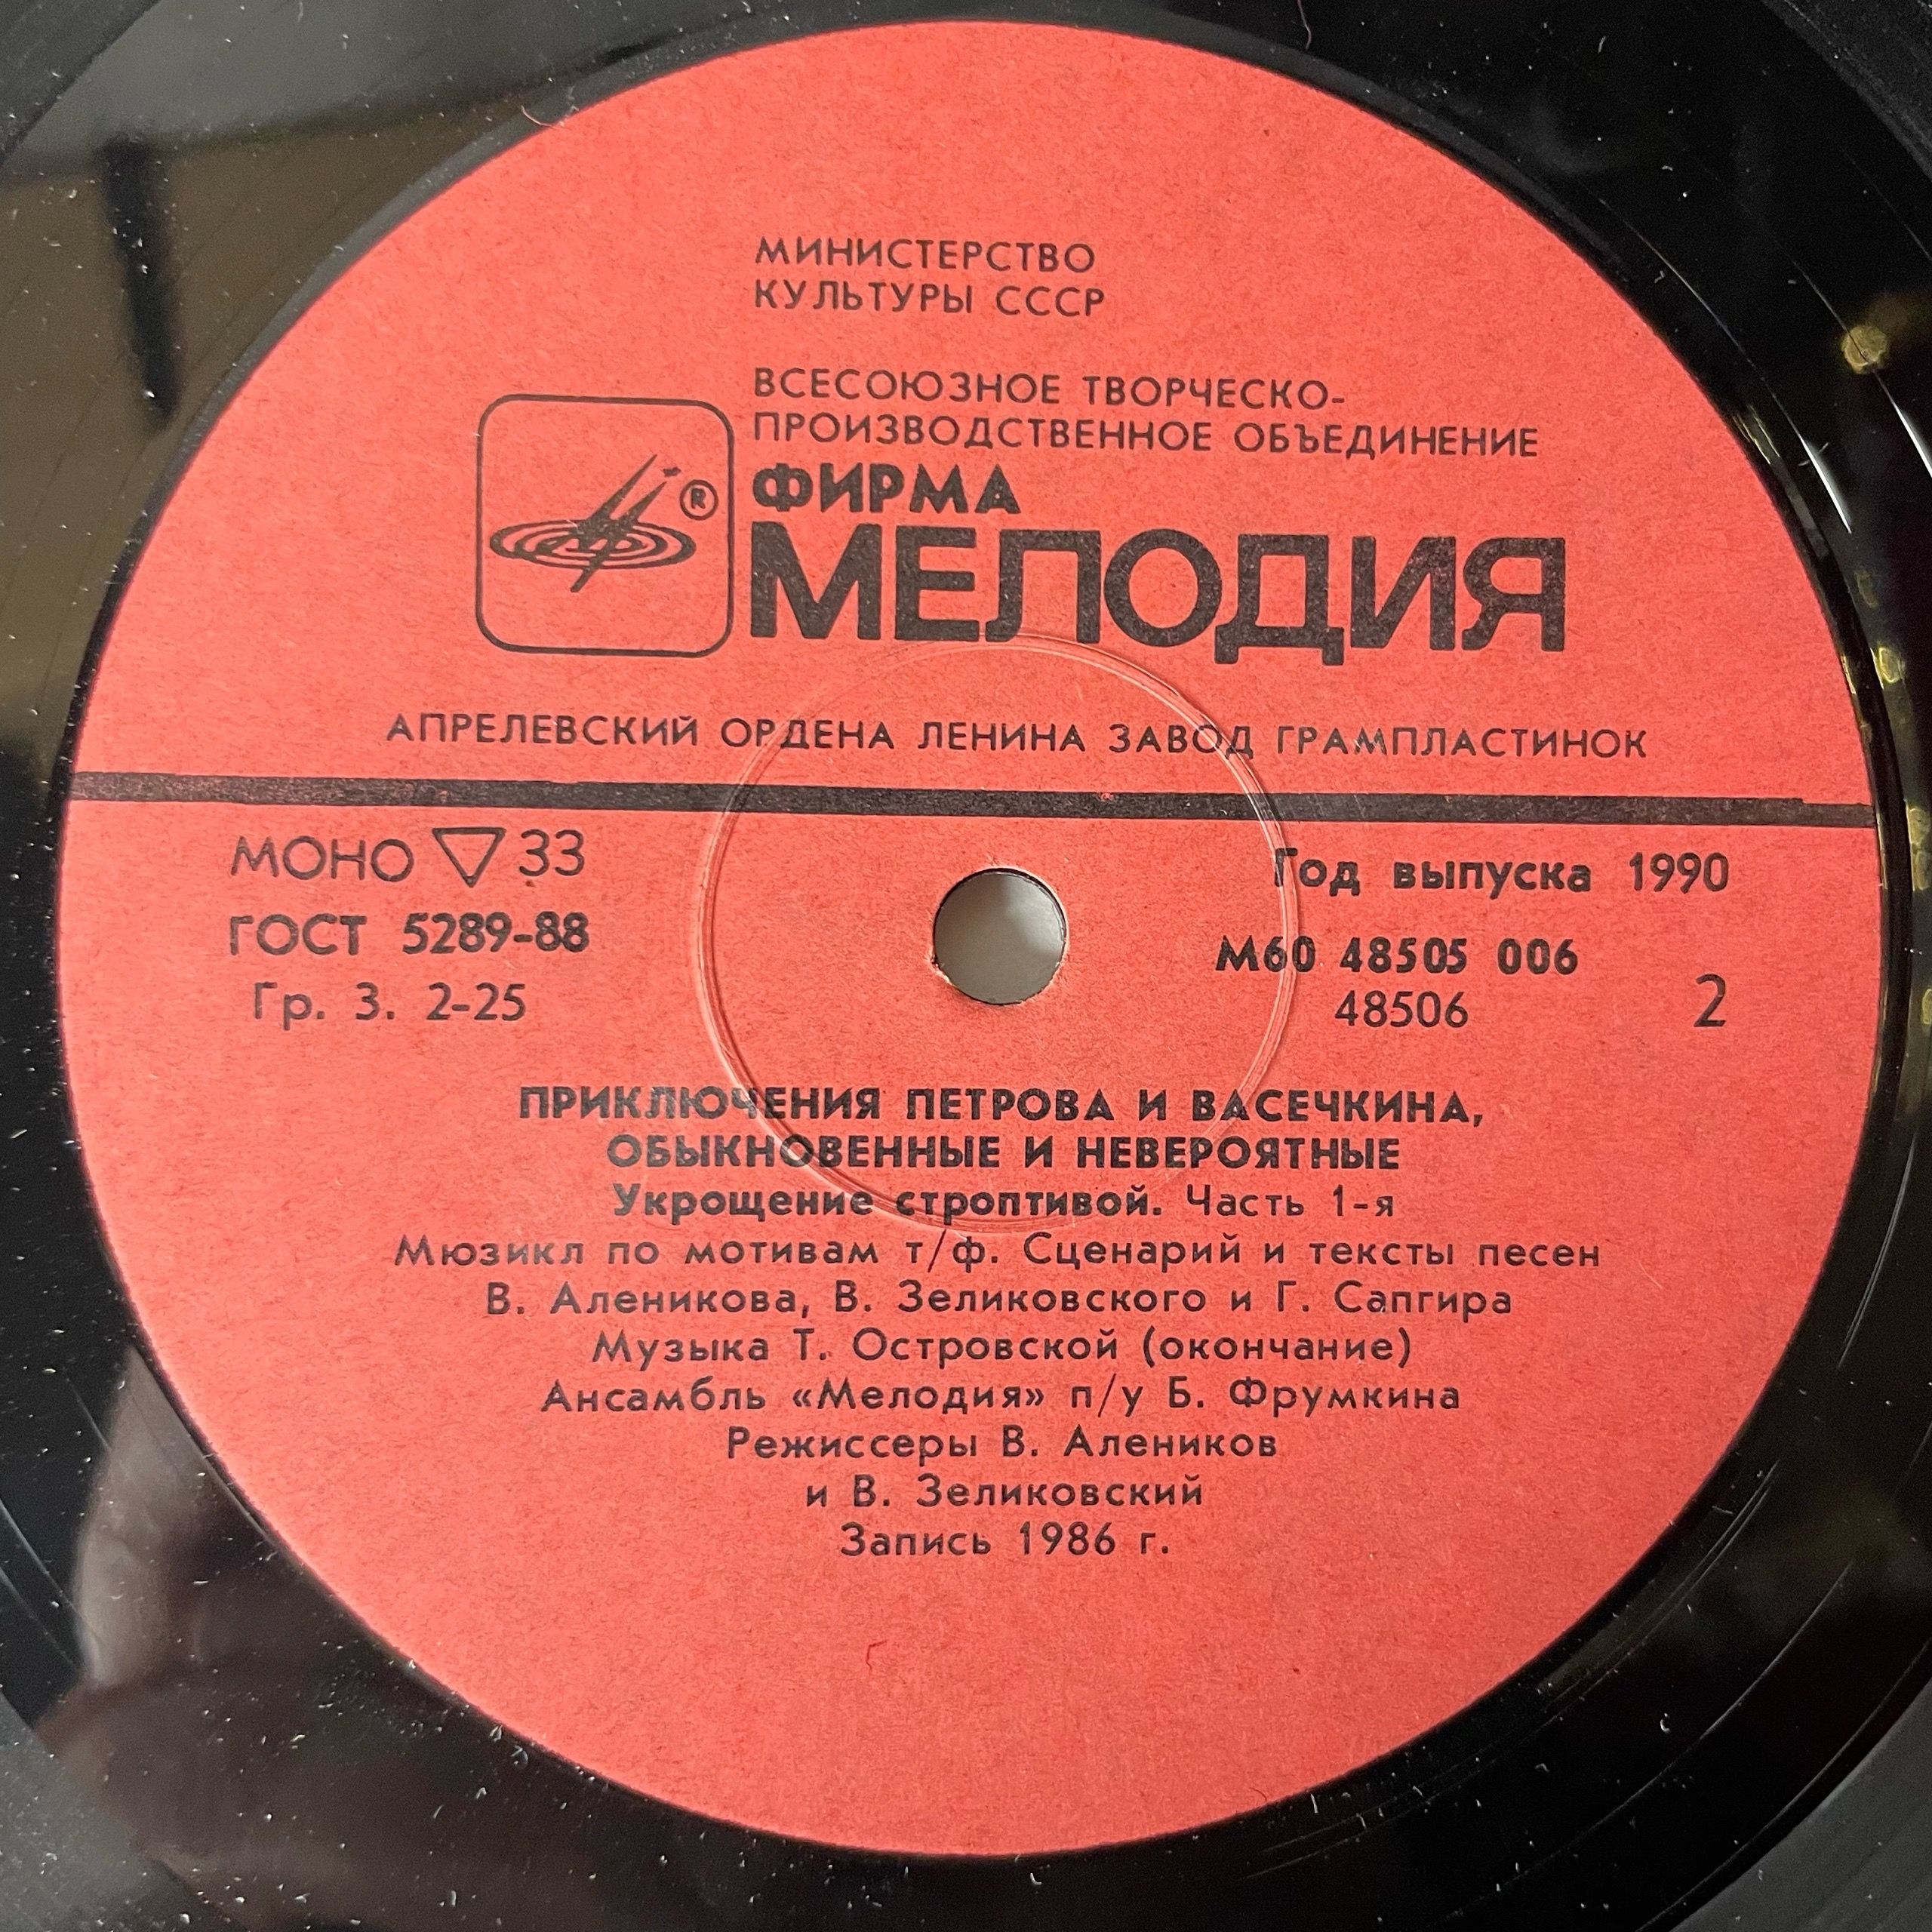 МИНИСТЕРСТВО
КУЛЬТУРЫ СССР
ВСЕСОЮЗНОЕ ТВОРЧЕСКО-
ПРОИЗВОДСТВЕННОЕ ОБЪЕДИНЕНИЕ
ФИРМА
®
МЕЛОДИЯ
АПРЕЛЕВСКИЙ ОРДЕНА ЛЕНИНА ЗАВОД ГРАМПЛАСТИНОК
МОНО ▽ 33
ГОСТ 5289-88
Гр. 3. 2-25
Год выпуска 1990
М60 48505 006
48506
2
ПРИКЛЮЧЕНИЯ ПЕТРОВА И ВАСЕЧКИНА,
ОБЫКНОВЕННЫЕ И НЕВЕРОЯТНЫЕ
Укрощение строптивой. Часть 1-я
Мюзикл по мотивам т/ф. Сценарий и тексты песен
В. Аленикова, В. Зеликовского и Г. Сапгира
Музыка Т. Островской (окончание)
Ансамбль «Мелодия» п/у Б. Фрумкина
Режиссеры В. Алеников
и В. Зеликовский
Запись 1986 г.